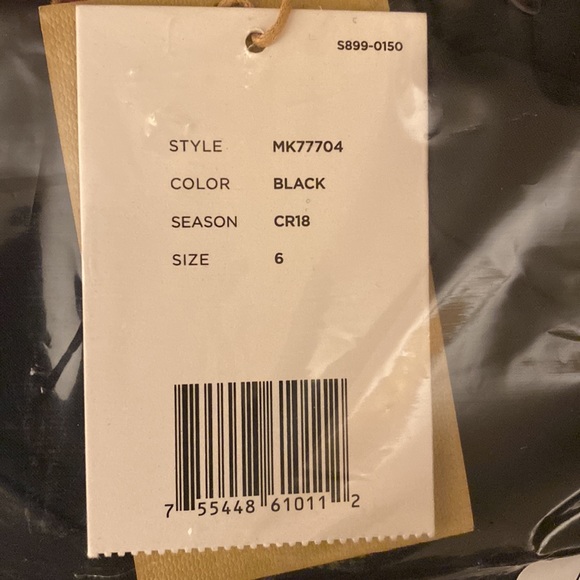 S899-0150
STYLE MK77704
COLOR BLACK
SEASON CR18
SIZE 6
7 55448 61011 2